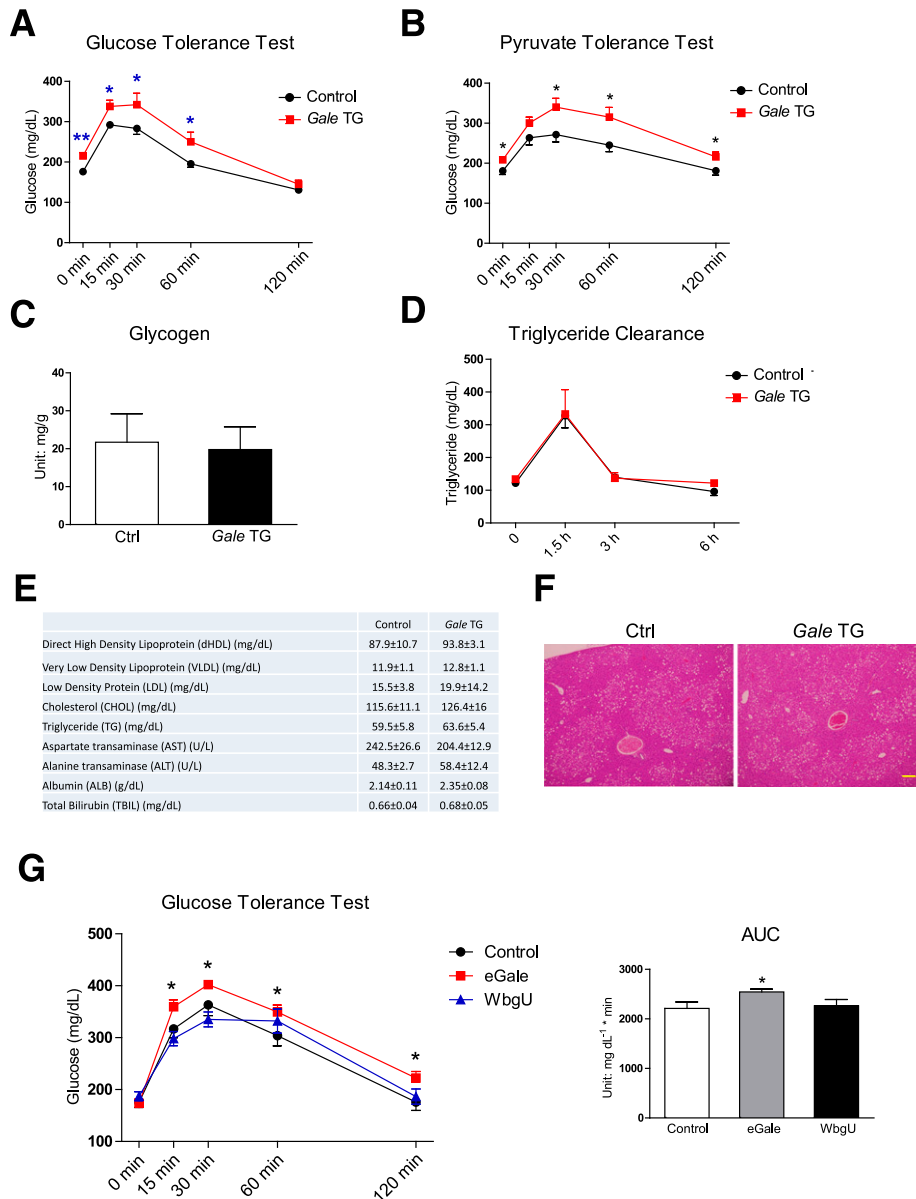 A
Glucose Tolerance Test
Glucose (mg/dL)
400
300
200
100
0
** * * *
0 min 15 min 30 min 60 min 120 min
Control
Gale TG
B
Pyruvate Tolerance Test
Glucose (mg/dL)
400
300
200
100
0
* * * *
0 min 15 min 30 min 60 min 120 min
Control
Gale TG
C
Glycogen
Unit: mg/g
40
30
20
10
0
Ctrl Gale TG
D
Triglyceride Clearance
Triglyceride (mg/dL)
500
400
300
200
100
0
0 1.5 h 3 h 6 h
Control
Gale TG
E
Control Gale TG
Direct High Density Lipoprotein (dHDL) (mg/dL) 87.9±10.7 93.8±3.1
Very Low Density Lipoprotein (VLDL) (mg/dL) 11.9±1.1 12.8±1.1
Low Density Protein (LDL) (mg/dL) 15.5±3.8 19.9±14.2
Cholesterol (CHOL) (mg/dL) 115.6±11.1 126.4±16
Triglyceride (TG) (mg/dL) 59.5±5.8 63.6±5.4
Aspartate transaminase (AST) (U/L) 242.5±26.6 204.4±12.9
Alanine transaminase (ALT) (U/L) 48.3±2.7 58.4±12.4
Albumin (ALB) (g/dL) 2.14±0.11 2.35±0.08
Total Bilirubin (TBIL) (mg/dL) 0.66±0.04 0.68±0.05
F
Ctrl Gale TG
G
Glucose Tolerance Test
Glucose (mg/dL)
500
400
300
200
100
* * * *
0 min 15 min 30 min 60 min 120 min
Control
eGale
WbgU
AUC
Unit: mg dL⁻¹ * min
3000
2000
1000
0
*
Control eGale WbgU